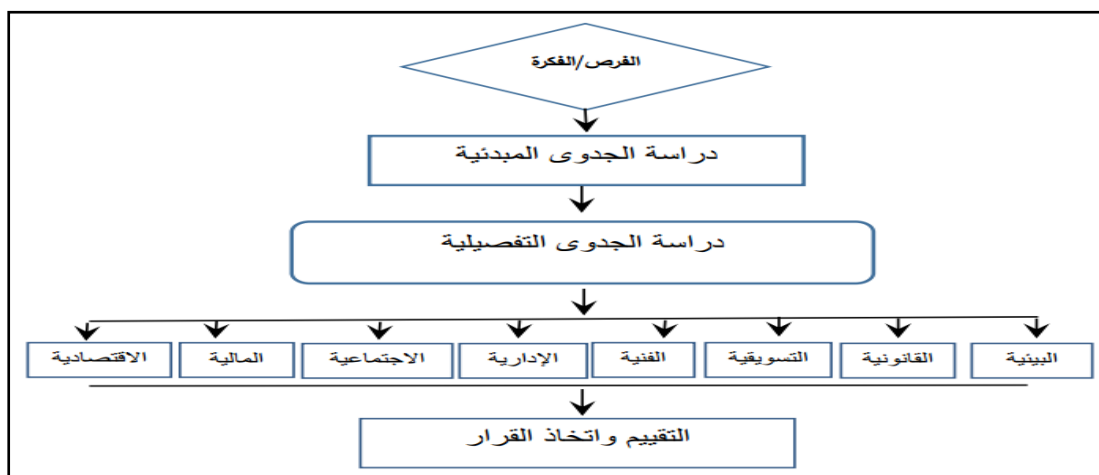 الفرص/الفكرة
دراسة الجدوى المبدئية
دراسة الجدوى التفصيلية
البيئية
القانونية
التسويقية
الفنية
الإدارية
الاجتماعية
المالية
الاقتصادية
التقييم واتخاذ القرار